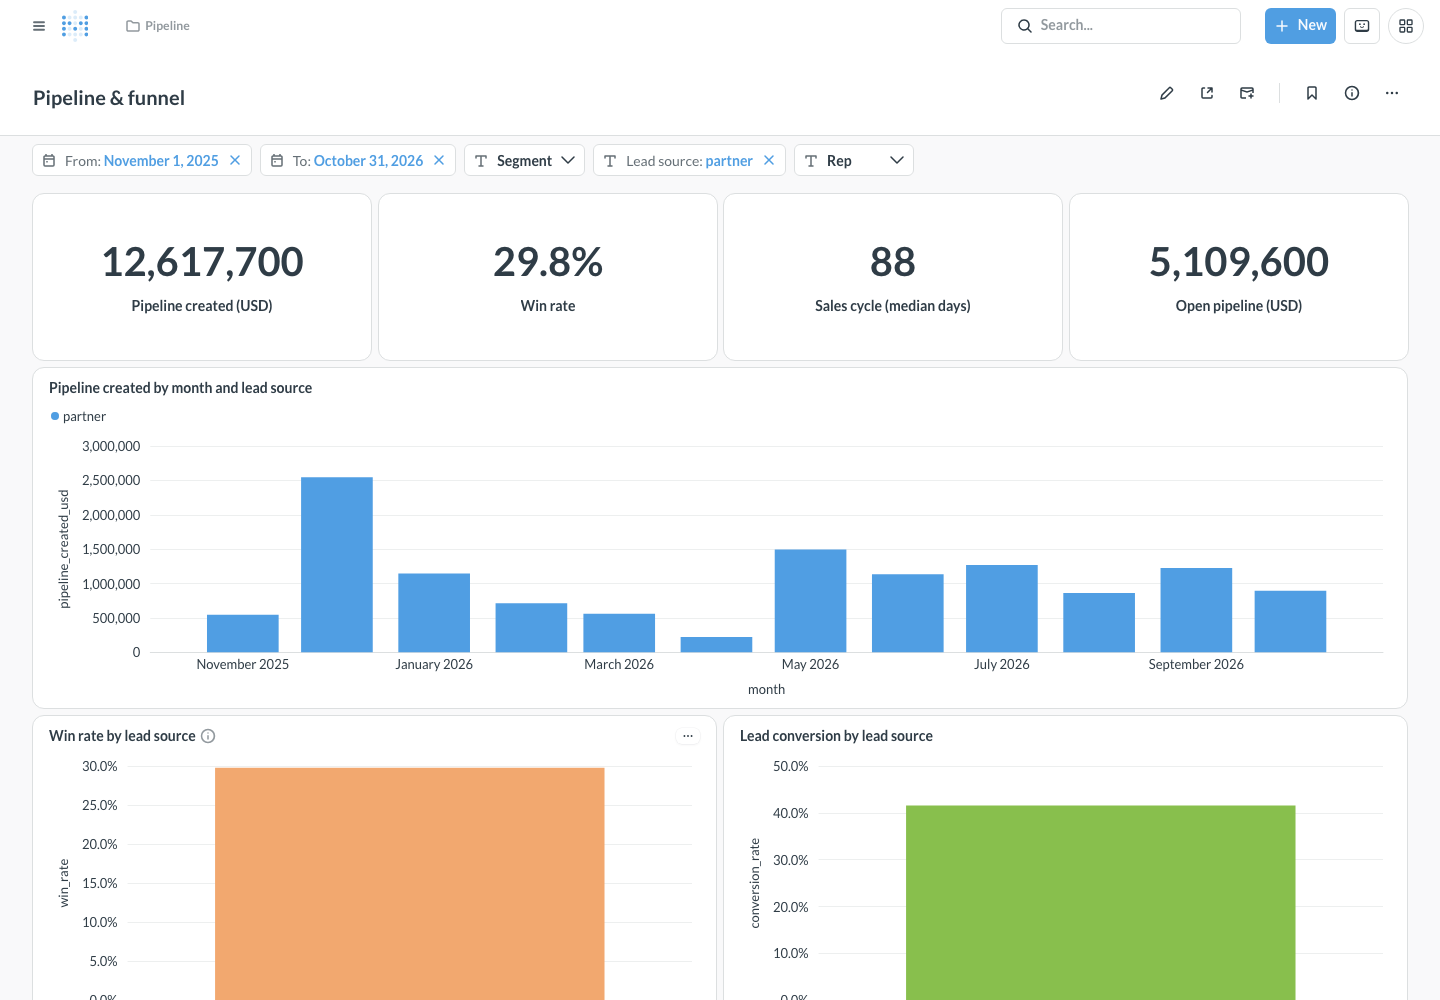 Pipeline
Search...
New
Pipeline & funnel
From: November 1, 2025
To: October 31, 2026
Segment
Lead source: partner
Rep
12,617,700
Pipeline created (USD)
29.8%
Win rate
88
Sales cycle (median days)
5,109,600
Open pipeline (USD)
Pipeline created by month and lead source
partner
3,000,000
2,500,000
2,000,000
1,500,000
1,000,000
500,000
0
pipeline_created_usd
November 2025
January 2026
March 2026
May 2026
July 2026
September 2026
month
Win rate by lead source
30.0%
25.0%
20.0%
15.0%
10.0%
5.0%
0.0%
win_rate
Lead conversion by lead source
50.0%
40.0%
30.0%
20.0%
10.0%
0.0%
conversion_rate